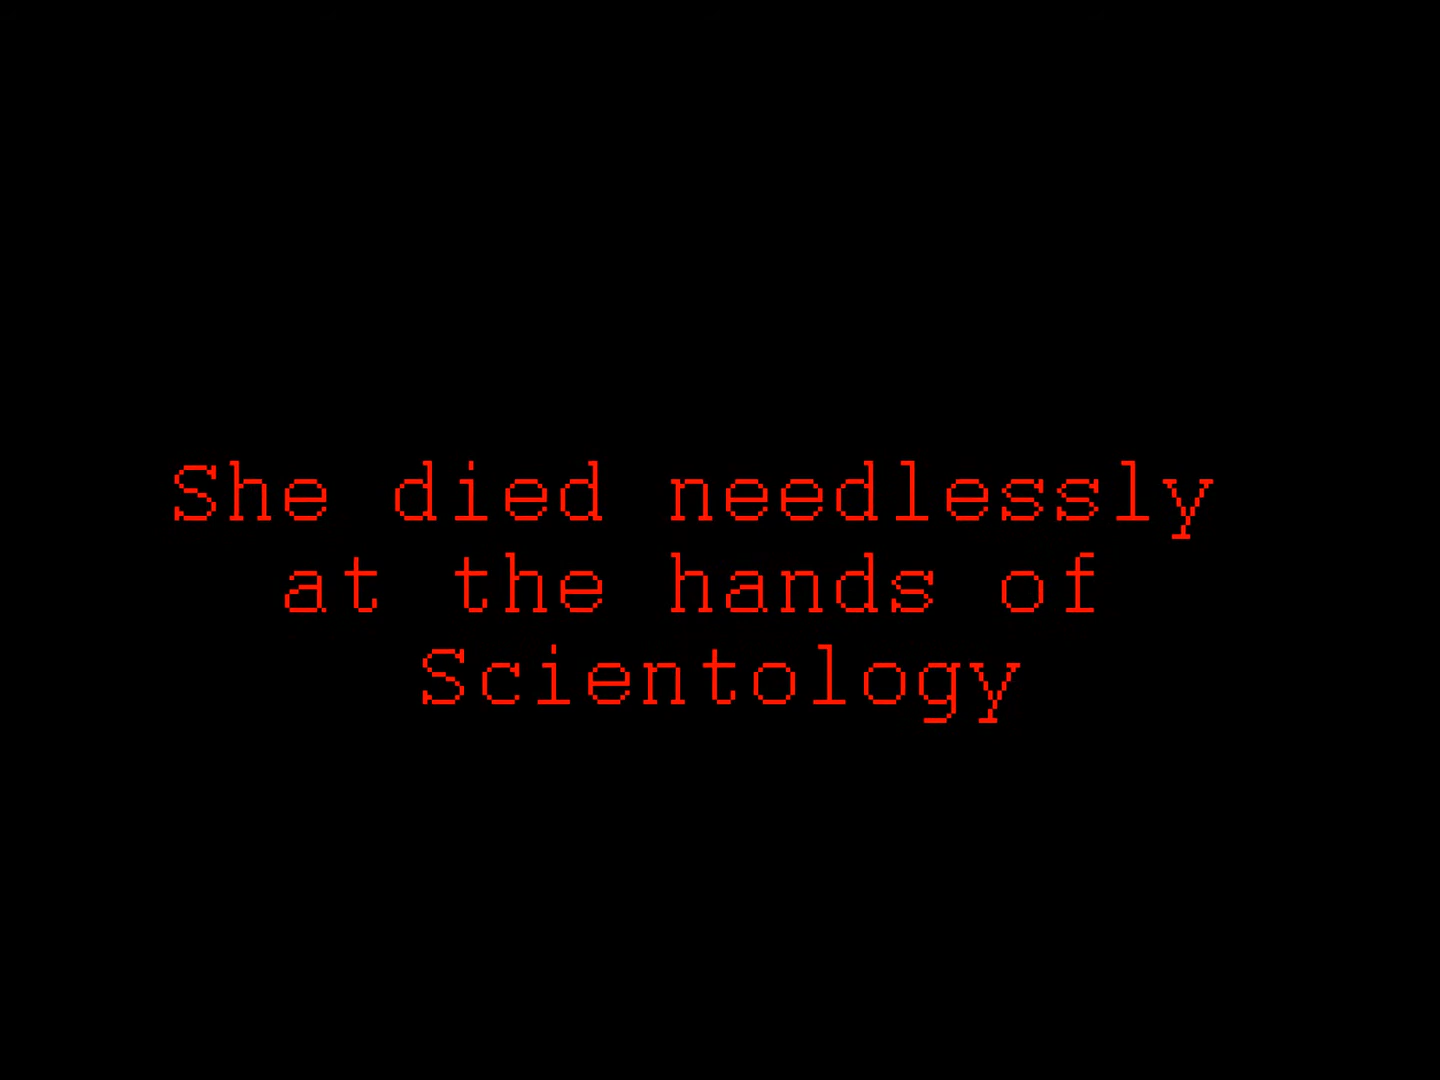 She died needlessly
at the hands of
Scientology